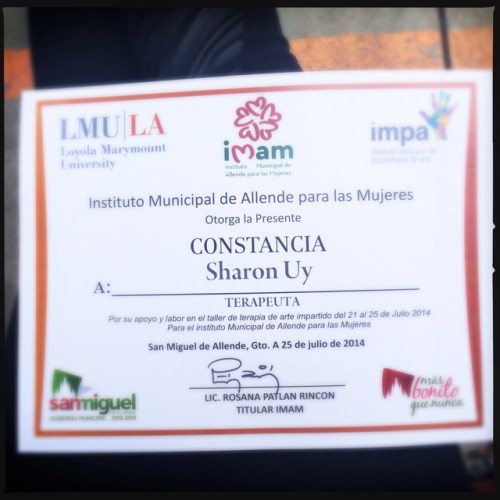 LMU|LA
Loyola Marymount
University
imam
Instituto Municipal de
Allende para las Mujeres
impa
Instituto Municipal de Allende para las Mujeres
Otorga la Presente
CONSTANCIA
Sharon Uy
A:
TERAPEUTA
Por su apoyo y labor en el taller de terapia de arte impartido del 21 al 25 de Julio 2014
Para el instituto Municipal de Allende para las Mujeres
San Miguel de Allende, Gto. A 25 de julio de 2014
LIC. ROSANA PATLAN RINCON
TITULAR IMAM
sanmiguel
GOBIERNO MUNICIPAL 2012-2015
más
bonito
que nunca